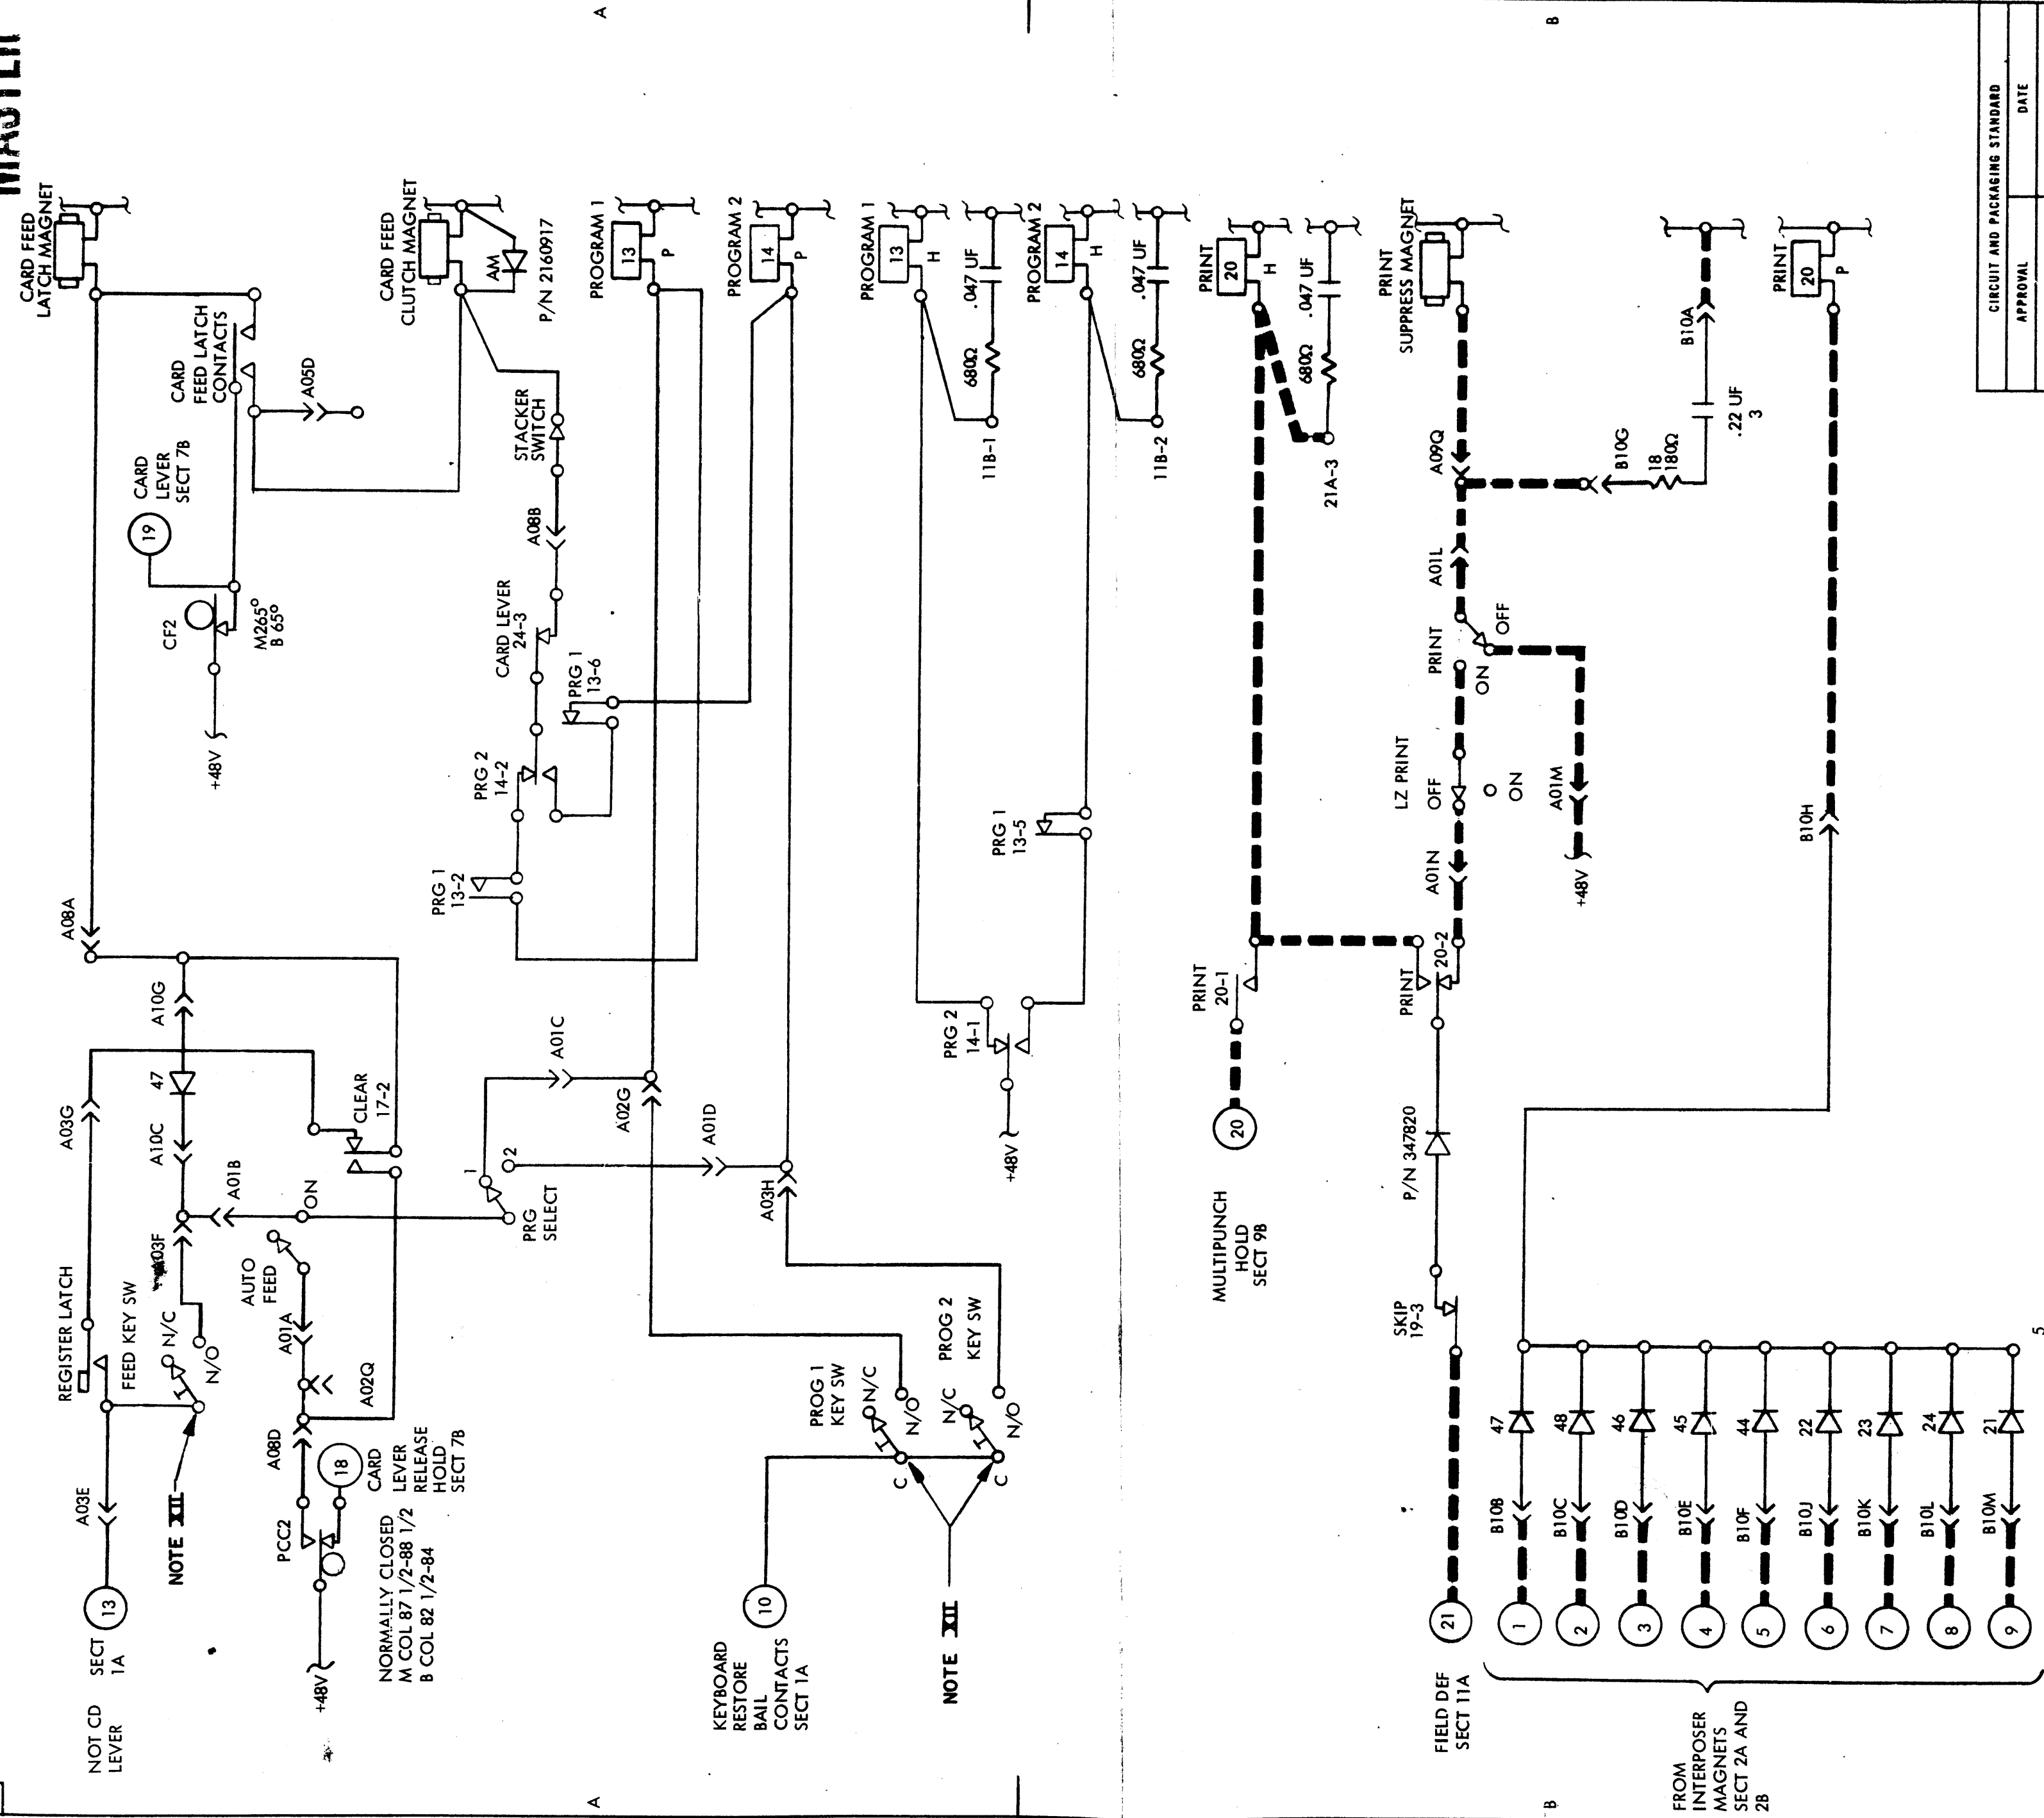 MASTER
A
B
CARD FEED
LATCH MAGNET
CARD
FEED LATCH
CONTACTS
A05D
CARD
LEVER
SECT 7B
19
CF2
M265°
B 65°
+48V
A08A
CARD FEED
CLUTCH MAGNET
AM
P/N 2160917
STACKER
SWITCH
A08B
CARD LEVER
24-3
PRG 1
13-6
PRG 2
14-2
PRG 1
13-2
PROGRAM 1
13
P
PROGRAM 2
14
P
A10G
A03G
47
A10C
A01B
CLEAR
17-2
REGISTER LATCH
FEED KEY SW
A03F
N/C
N/O
ON
AUTO
FEED
A01A
A02Q
A03E
13
SECT
1A
NOT CD
LEVER
NOTE XII
A08D
PCC2
18
CARD
LEVER
RELEASE
HOLD
SECT 7B
+48V
NORMALLY CLOSED
M COL 87 1/2-88 1/2
B COL 82 1/2-84
1
2
PRG
SELECT
A01C
A02G
A01D
A03H
PROG 1
KEY SW
N/C
N/O
C
PROG 2
KEY SW
N/C
N/O
C
10
KEYBOARD
RESTORE
BAIL
CONTACTS
SECT 1A
NOTE XII
PROGRAM 1
13
H
680Ω
.047 UF
11B-1
PROGRAM 2
14
H
680Ω
.047 UF
11B-2
PRG 1
13-5
PRG 2
14-1
+48V
PRINT
20
H
680Ω
.047 UF
21A-3
PRINT
20-1
20
MULTIPUNCH
HOLD
SECT 9B
PRINT
SUPPRESS MAGNET
A09Q
B10G
18
180Ω
.22 UF
3
B10A
A01L
PRINT
OFF
ON
LZ PRINT
OFF
ON
A01M
+48V
A01N
PRINT
20-2
P/N 347820
SKIP
19-3
21
FIELD DEF
SECT 11A
PRINT
20
P
B10H
1
B10B
47
2
B10C
48
3
B10D
46
4
B10E
45
5
B10F
44
6
B10J
22
7
B10K
23
8
B10L
24
9
B10M
21
FROM
INTERPOSER
MAGNETS
SECT 2A AND
2B
5
A
B
CIRCUIT AND PACKAGING STANDARD
APPROVAL
DATE